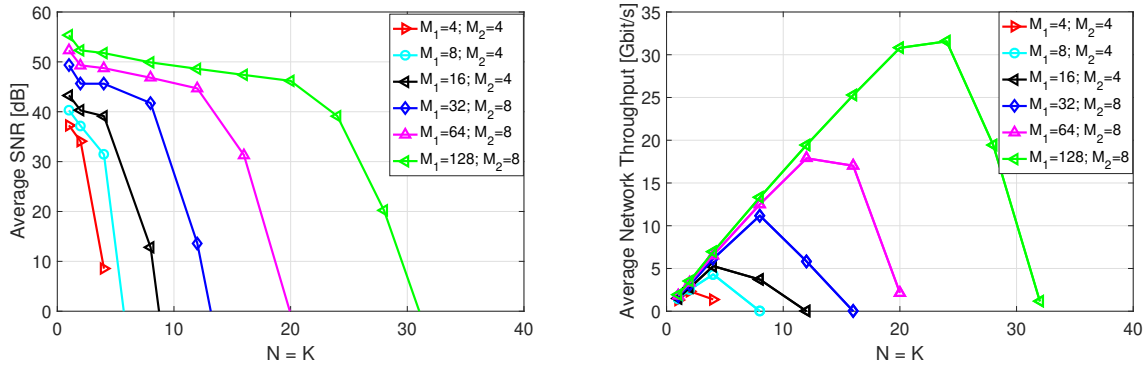 60
50
40
30
20
10
0
0
10
20
30
40
Average SNR [dB]
N = K
M1=4; M2=4
M1=8; M2=4
M1=16; M2=4
M1=32; M2=8
M1=64; M2=8
M1=128; M2=8
35
30
25
20
15
10
5
0
0
10
20
30
40
Average Network Throughput [Gbit/s]
N = K
M1=4; M2=4
M1=8; M2=4
M1=16; M2=4
M1=32; M2=8
M1=64; M2=8
M1=128; M2=8